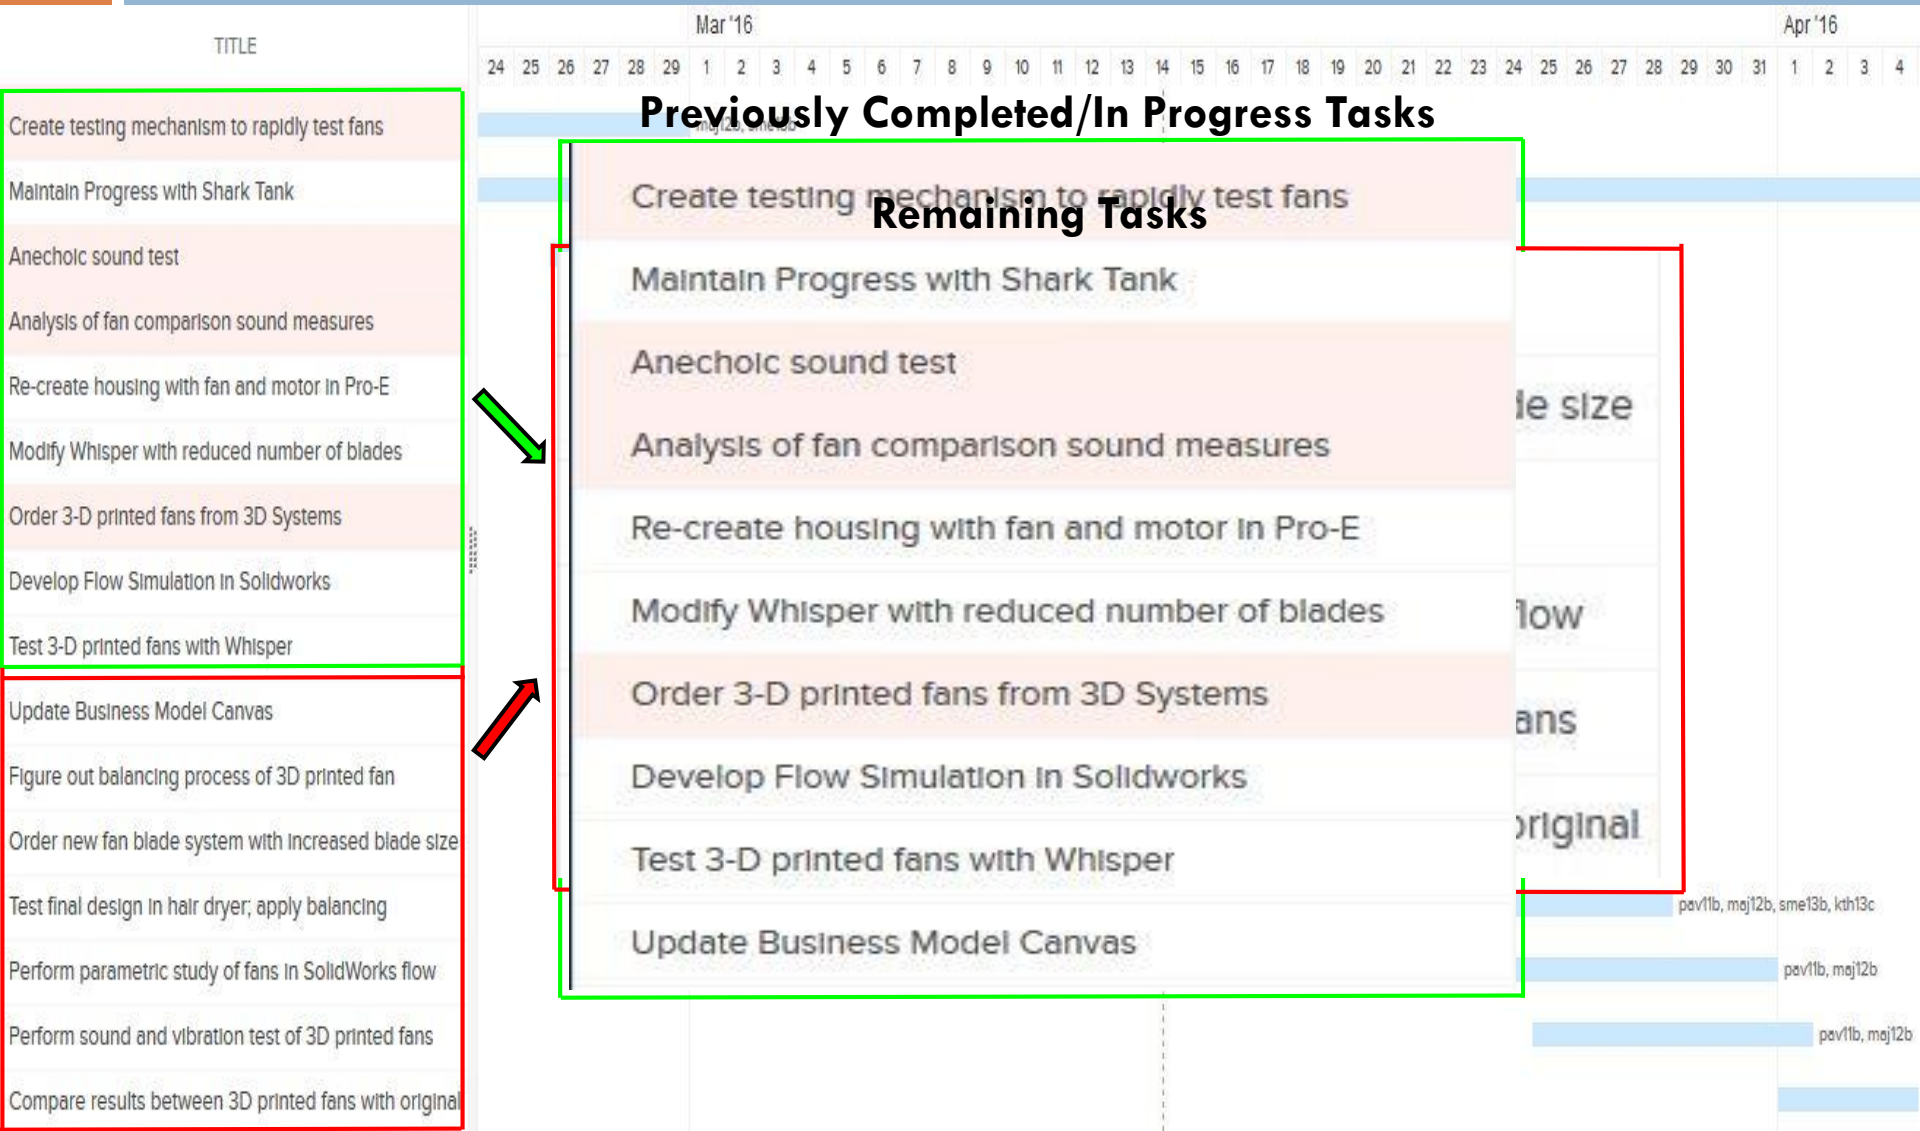 Mar '16
Apr '16
TITLE
24 25 26 27 28 29 1 2 3 4 5 6 7 8 9 10 11 12 13 14 15 16 17 18 19 20 21 22 23 24 25 26 27 28 29 30 31 1 2 3 4
Previously Completed/In Progress Tasks
Create testing mechanism to rapidly test fans
Maintain Progress with Shark Tank
Anechoic sound test
Analysis of fan comparison sound measures
Re-create housing with fan and motor in Pro-E
Modify Whisper with reduced number of blades
Order 3-D printed fans from 3D Systems
Develop Flow Simulation in Solidworks
Test 3-D printed fans with Whisper
Update Business Model Canvas
Figure out balancing process of 3D printed fan
Order new fan blade system with increased blade size
Test final design in hair dryer; apply balancing
Perform parametric study of fans in SolidWorks flow
Perform sound and vibration test of 3D printed fans
Compare results between 3D printed fans with original
Create testing mechanism to rapidly test fans
Remaining Tasks
Maintain Progress with Shark Tank
Anechoic sound test
Analysis of fan comparison sound measures
Re-create housing with fan and motor in Pro-E
Modify Whisper with reduced number of blades
Order 3-D printed fans from 3D Systems
Develop Flow Simulation in Solidworks
Test 3-D printed fans with Whisper
Update Business Model Canvas
size
original
pav11b, maj12b, sme13b, kth13c
pav11b, maj12b
pav11b, maj12b